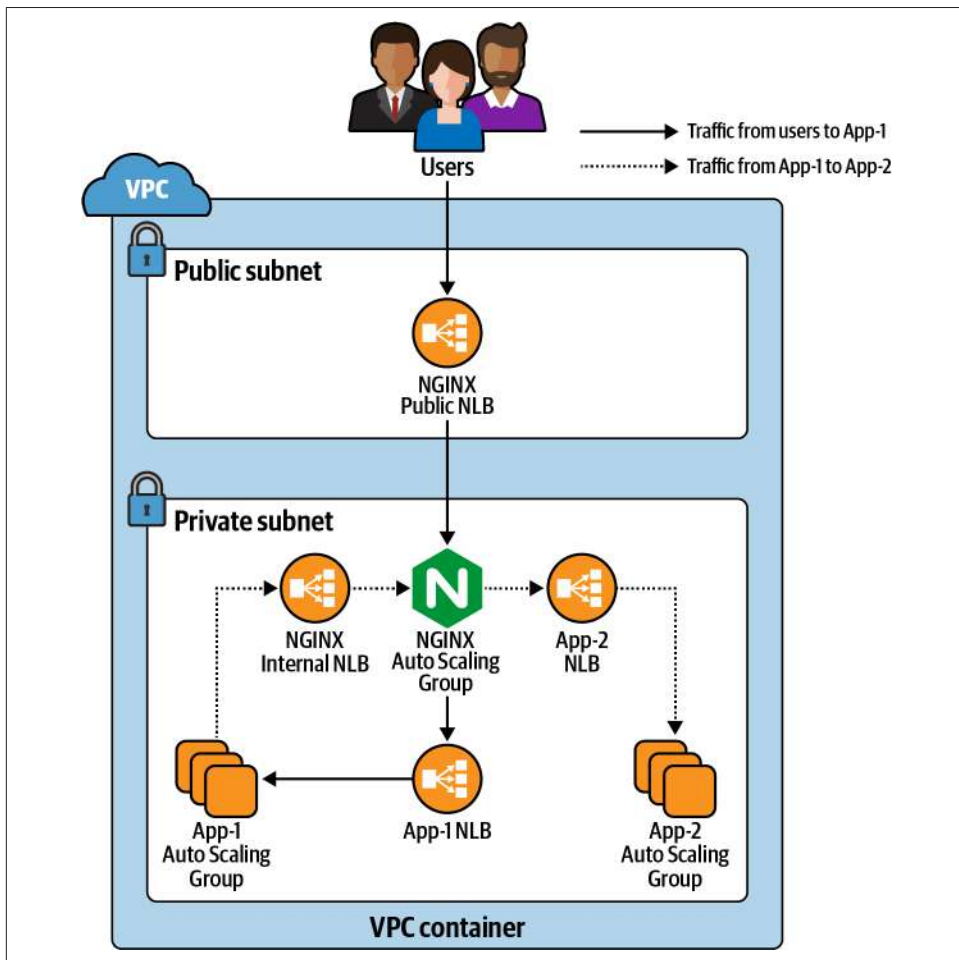 Users
Traffic from users to App-1
Traffic from App-1 to App-2
VPC
Public subnet
NGINX
Public NLB
Private subnet
NGINX
Internal NLB
N
NGINX
Auto Scaling
Group
App-2
NLB
App-1
Auto Scaling
Group
App-1 NLB
App-2
Auto Scaling
Group
VPC container